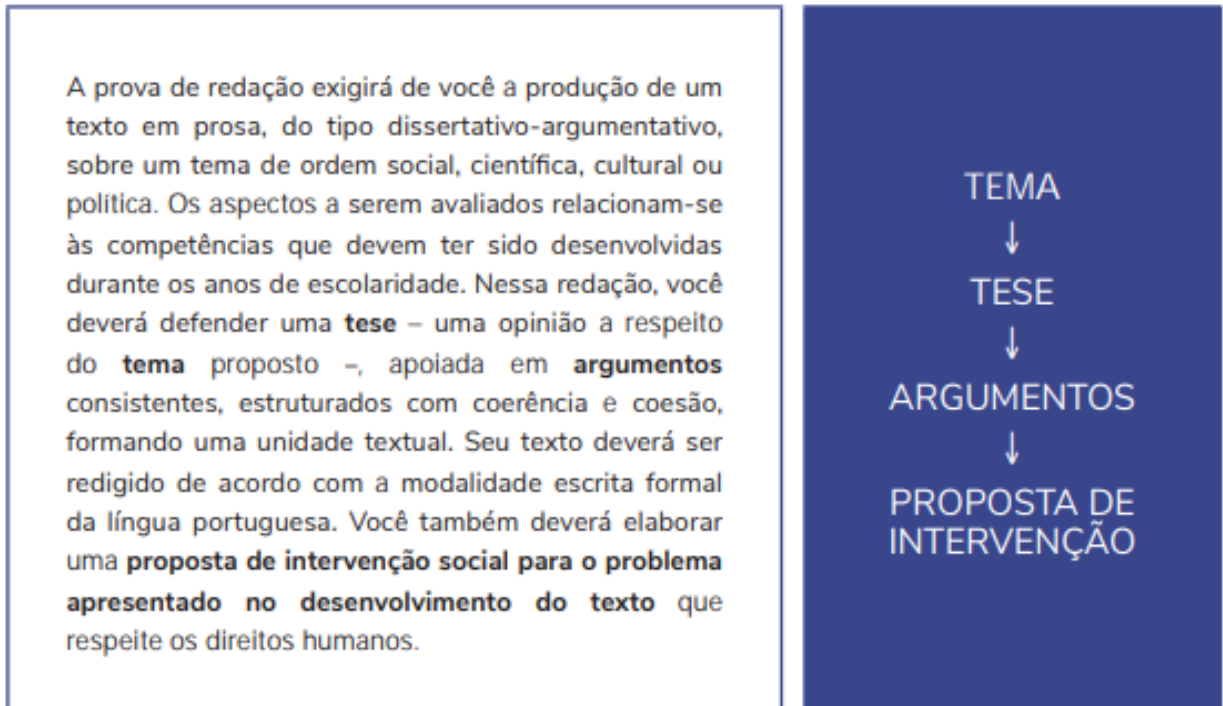 A prova de redação exigirá de você a produção de um
texto em prosa, do tipo dissertativo-argumentativo,
sobre um tema de ordem social, científica, cultural ou
política. Os aspectos a serem avaliados relacionam-se
às competências que devem ter sido desenvolvidas
durante os anos de escolaridade. Nessa redação, você
deverá defender uma tese – uma opinião a respeito
do tema proposto –, apoiada em argumentos
consistentes, estruturados com coerência e coesão,
formando uma unidade textual. Seu texto deverá ser
redigido de acordo com a modalidade escrita formal
da língua portuguesa. Você também deverá elaborar
uma proposta de intervenção social para o problema
apresentado no desenvolvimento do texto que
respeite os direitos humanos.
TEMA
↓
TESE
↓
ARGUMENTOS
↓
PROPOSTA DE
INTERVENÇÃO